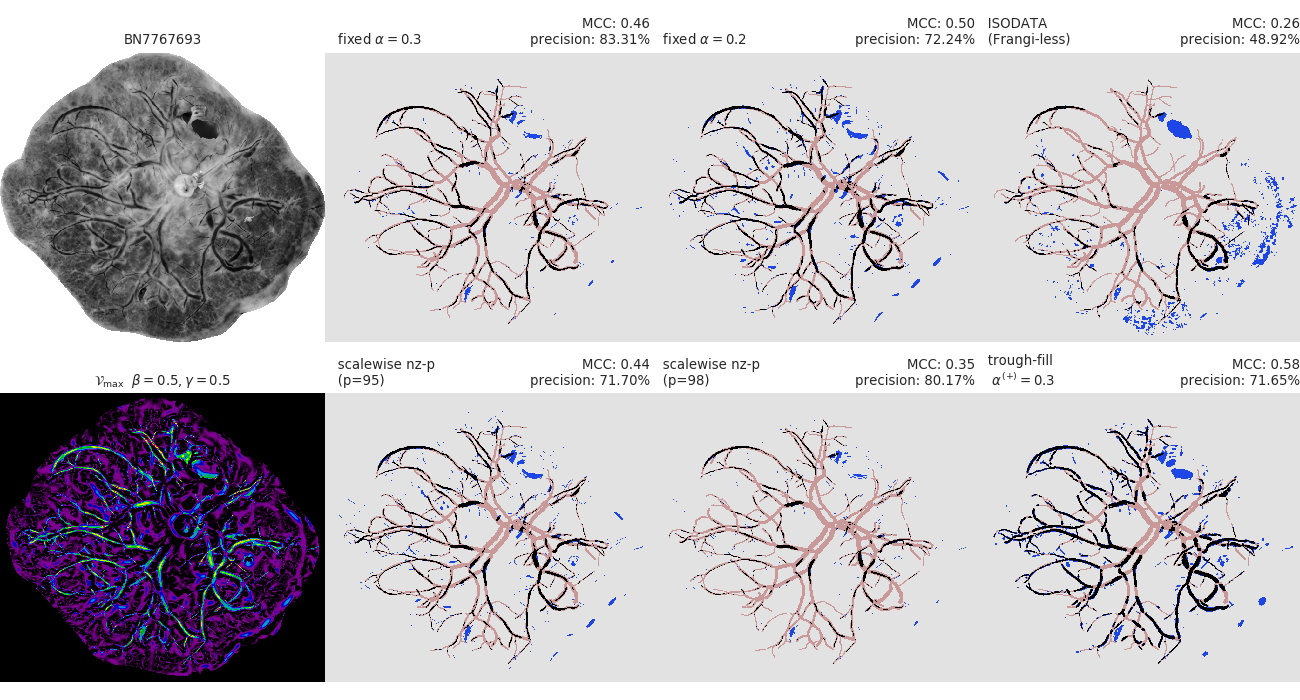 BN7767693
fixed α = 0.3
MCC: 0.46
precision: 83.31%
fixed α = 0.2
MCC: 0.50
precision: 72.24%
ISODATA
(Frangi-less)
MCC: 0.26
precision: 48.92%
𝒱max β = 0.5, γ = 0.5
scalewise nz-p
(p=95)
MCC: 0.44
precision: 71.70%
scalewise nz-p
(p=98)
MCC: 0.35
precision: 80.17%
trough-fill
α(+) = 0.3
MCC: 0.58
precision: 71.65%